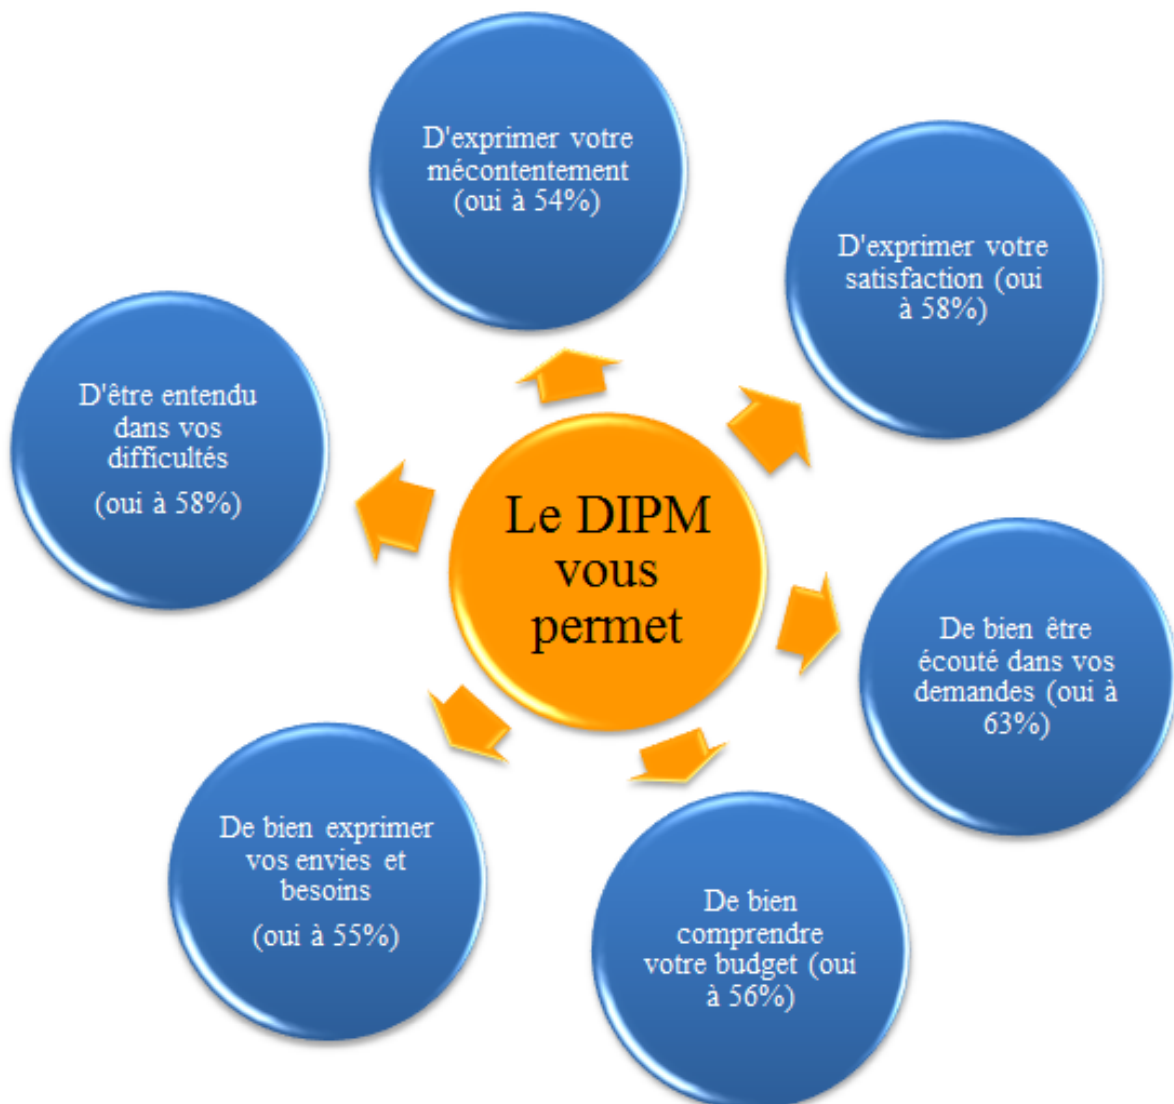 D'exprimer votre
mécontentement
(oui à 54%)
D'exprimer votre
satisfaction (oui
à 58%)
D'être entendu
dans vos
difficultés
(oui à 58%)
Le DIPM
vous
permet
De bien être
écouté dans vos
demandes (oui à
63%)
De bien exprimer
vos envies et
besoins
(oui à 55%)
De bien
comprendre
votre budget (oui
à 56%)